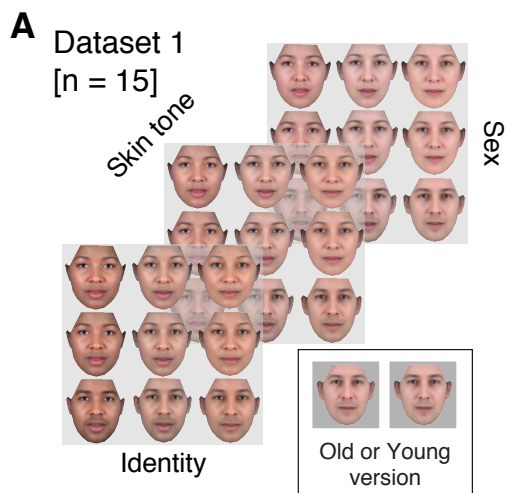 A
Dataset 1
[n = 15]
Skin tone
Sex
Identity
Old or Young
version